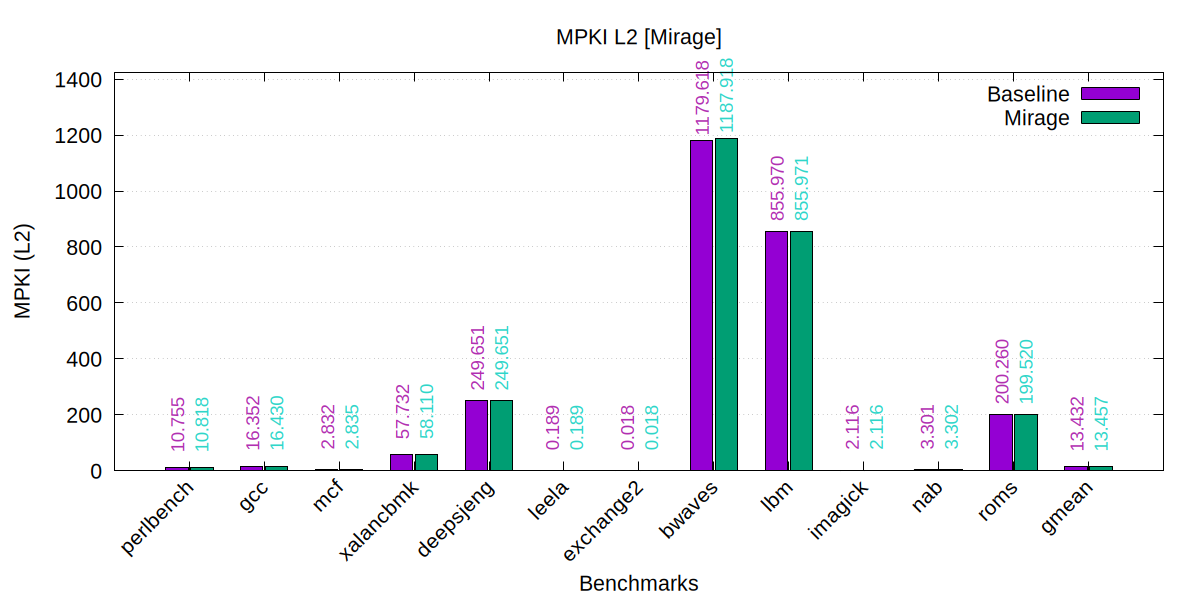 MPKI L2 [Mirage]
MPKI (L2)
1400
1200
1000
800
600
400
200
0
Baseline
Mirage
10.755
10.818
16.352
16.430
2.832
2.835
57.732
58.110
249.651
249.651
0.189
0.189
0.018
0.018
1179.618
1187.918
855.970
855.971
2.116
2.116
3.301
3.302
200.260
199.520
13.432
13.457
perlbench
gcc
mcf
xalancbmk
deepsjeng
leela
exchange2
bwaves
lbm
imagick
nab
roms
gmean
Benchmarks